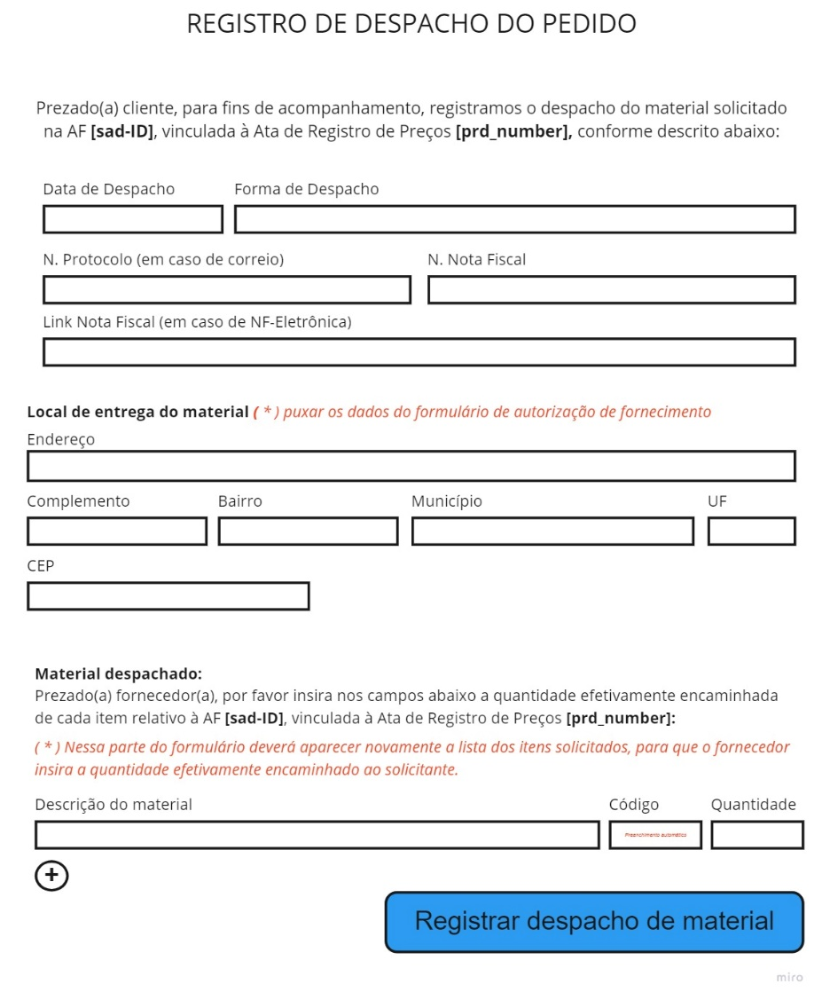 REGISTRO DE DESPACHO DO PEDIDO
Prezado(a) cliente, para fins de acompanhamento, registramos o despacho do material solicitado
na AF [sad-ID], vinculada à Ata de Registro de Preços [prd_number], conforme descrito abaixo:
Data de Despacho Forma de Despacho
N. Protocolo (em caso de correio) N. Nota Fiscal
Link Nota Fiscal (em caso de NF-Eletrônica)
Local de entrega do material ( * ) puxar os dados do formulário de autorização de fornecimento
Endereço
Complemento Bairro Município UF
CEP
Material despachado:
Prezado(a) fornecedor(a), por favor insira nos campos abaixo a quantidade efetivamente encaminhada
de cada item relativo à AF [sad-ID], vinculada à Ata de Registro de Preços [prd_number]:
( * ) Nessa parte do formulário deverá aparecer novamente a lista dos itens solicitados, para que o fornecedor
insira a quantidade efetivamente encaminhado ao solicitante.
Descrição do material Código Quantidade
Preenchimento automático
+
Registrar despacho de material
miro